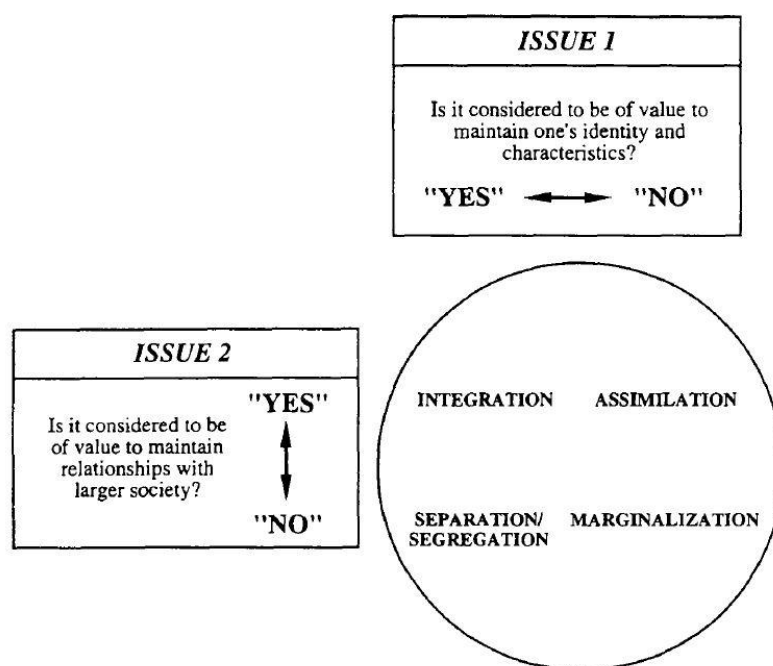 ISSUE 1
Is it considered to be of value to
maintain one's identity and
characteristics?
"YES" "NO"
ISSUE 2
Is it considered to be
of value to maintain
relationships with
larger society?
"YES"
"NO"
INTEGRATION ASSIMILATION
SEPARATION/ MARGINALIZATION
SEGREGATION